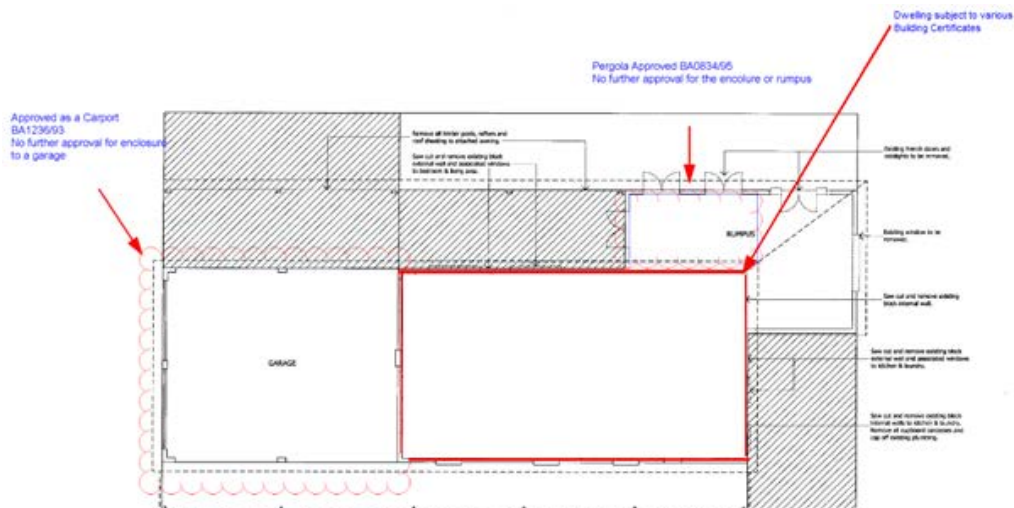 Dwelling subject to various
Building Certificates
Pergola Approved BA0834/95
No further approval for the encolure or rumpus
Approved as a Carport
BA1236/93
No further approval for enclosure
to a garage
Remove all timber posts, rafters and
roof sheeting to attached awning.
Saw cut and remove existing block
external wall and associated windows
to bedroom & living area.
Existing french doors and
sidelights to be removed.
RUMPUS
Existing window to be
removed.
Saw cut and remove existing
block internal wall.
GARAGE
Saw cut and remove existing block
external wall and associated windows
to kitchen & laundry.
Saw cut and remove existing block
internal walls to kitchen & laundry.
Remove all cupboard carcasses and
cap off existing plumbing.